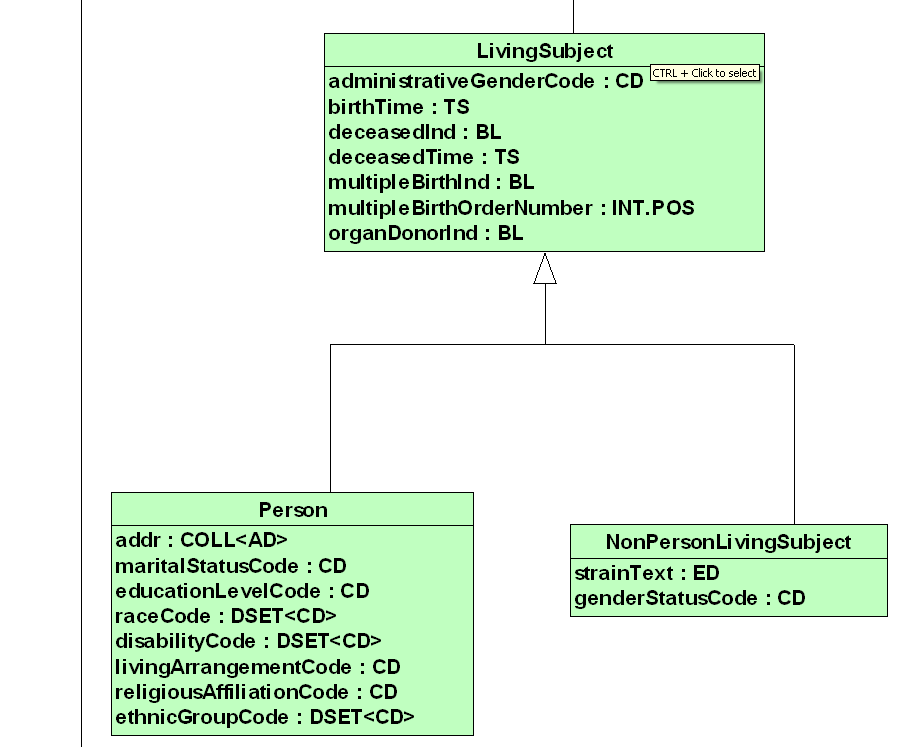 LivingSubject
CTRL + Click to select
administrativeGenderCode : CD
birthTime : TS
deceasedInd : BL
deceasedTime : TS
multipleBirthInd : BL
multipleBirthOrderNumber : INT.POS
organDonorInd : BL
Person
addr : COLL<AD>
maritalStatusCode : CD
educationLevelCode : CD
raceCode : DSET<CD>
disabilityCode : DSET<CD>
livingArrangementCode : CD
religiousAffiliationCode : CD
ethnicGroupCode : DSET<CD>
NonPersonLivingSubject
strainText : ED
genderStatusCode : CD